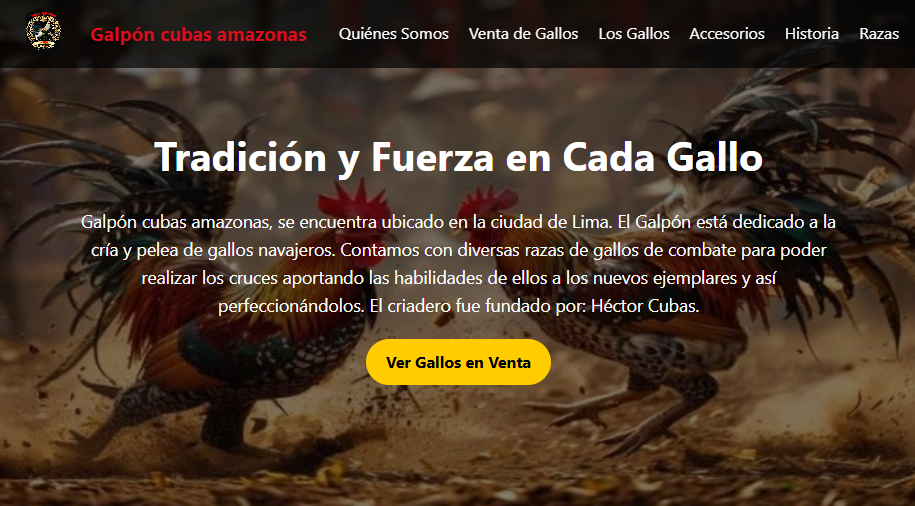 Galpón cubas amazonas
Quiénes Somos
Venta de Gallos
Los Gallos
Accesorios
Historia
Razas
Tradición y Fuerza en Cada Gallo
Galpón cubas amazonas, se encuentra ubicado en la ciudad de Lima. El Galpón está dedicado a la
cría y pelea de gallos navajeros. Contamos con diversas razas de gallos de combate para poder
realizar los cruces aportando las habilidades de ellos a los nuevos ejemplares y así
perfeccionándolos. El criadero fue fundado por: Héctor Cubas.
Ver Gallos en Venta